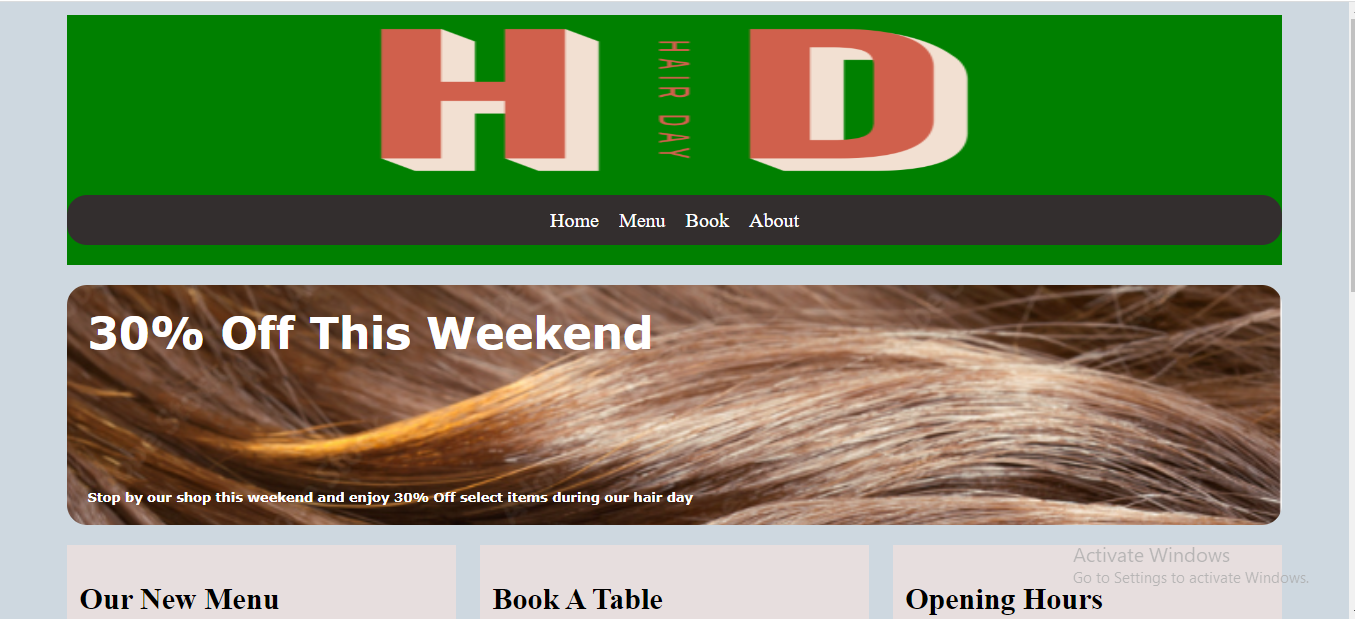 H HAIR DAY D
Home Menu Book About
30% Off This Weekend
Stop by our shop this weekend and enjoy 30% Off select items during our hair day
Our New Menu
Book A Table
Opening Hours
Activate Windows
Go to Settings to activate Windows.